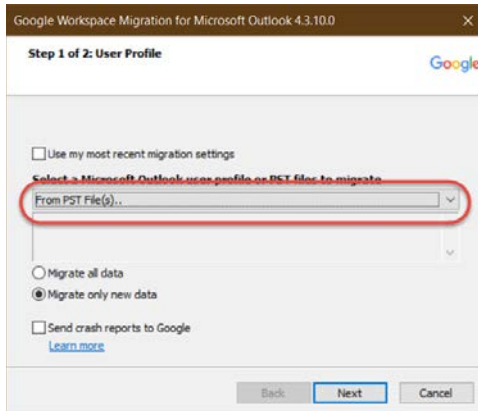 Google Workspace Migration for Microsoft Outlook 4.3.10.0
Step 1 of 2: User Profile
Google
Use my most recent migration settings
Select a Microsoft Outlook user profile or PST files to migrate
From PST File(s)..
Migrate all data
Migrate only new data
Send crash reports to Google
Learn more
Back Next Cancel